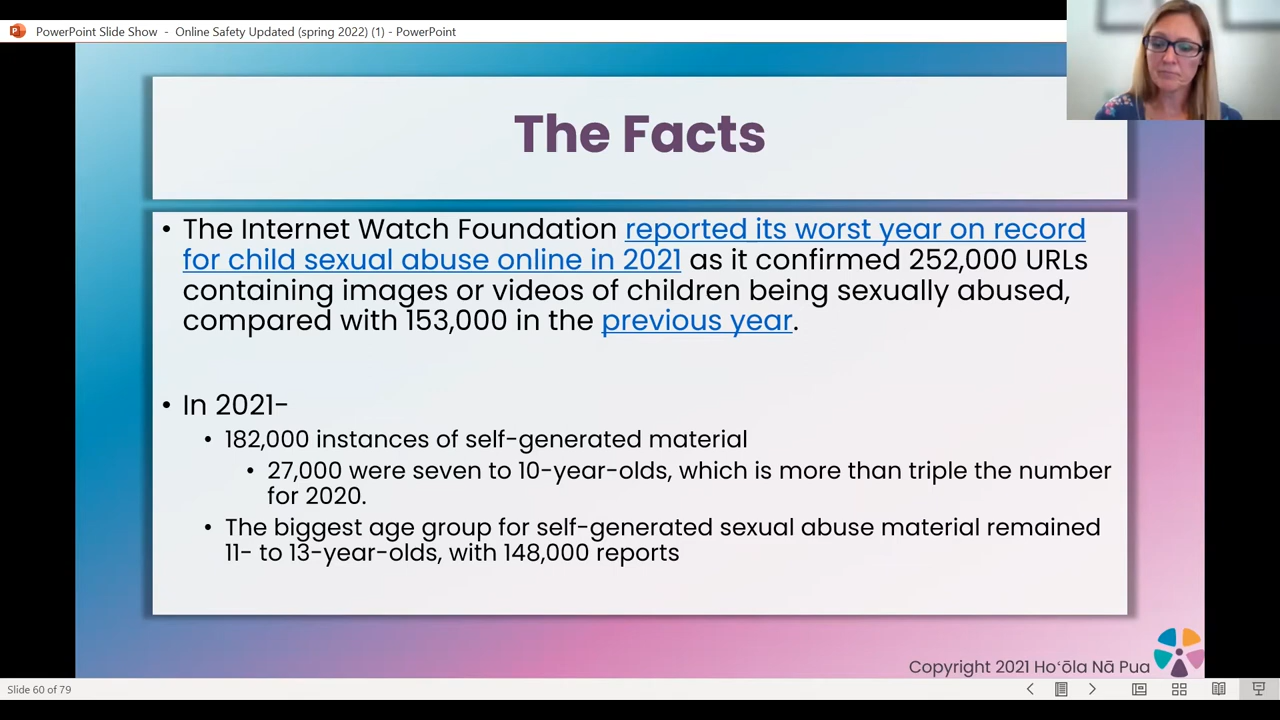 PowerPoint Slide Show - Online Safety Updated (spring 2022) (1) - PowerPoint
The Facts
• The Internet Watch Foundation reported its worst year on record
for child sexual abuse online in 2021 as it confirmed 252,000 URLs
containing images or videos of children being sexually abused,
compared with 153,000 in the previous year.
• In 2021-
• 182,000 instances of self-generated material
• 27,000 were seven to 10-year-olds, which is more than triple the number
for 2020.
• The biggest age group for self-generated sexual abuse material remained
11- to 13-year-olds, with 148,000 reports
Copyright 2021 Hoʻōla Nā Pua
Slide 60 of 79